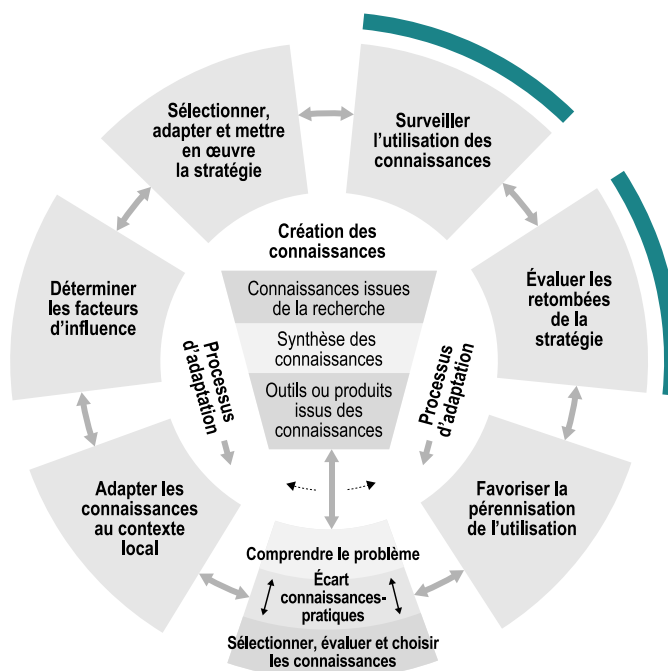 Sélectionner,
adapter et mettre
en œuvre
la stratégie
Surveiller
l’utilisation des
connaissances
Évaluer les
retombées
de la
stratégie
Favoriser la
pérennisation
de l’utilisation
Déterminer
les facteurs
d’influence
Adapter les
connaissances
au contexte
local
Création des
connaissances
Connaissances issues
de la recherche
Synthèse des
connaissances
Outils ou produits
issus des
connaissances
Processus
d’adaptation
Processus
d’adaptation
Comprendre le problème
Écart
connaissances-
pratiques
Sélectionner, évaluer et choisir
les connaissances